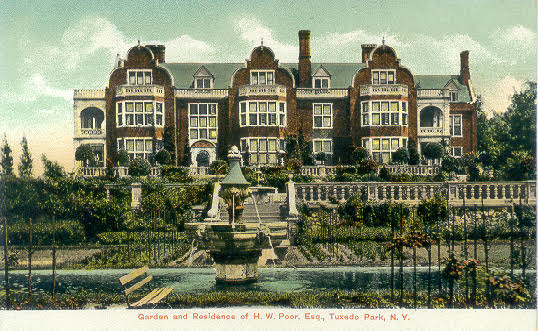 Garden and Residence of H. W. Poor, Esq., Tuxedo Park, N. Y.